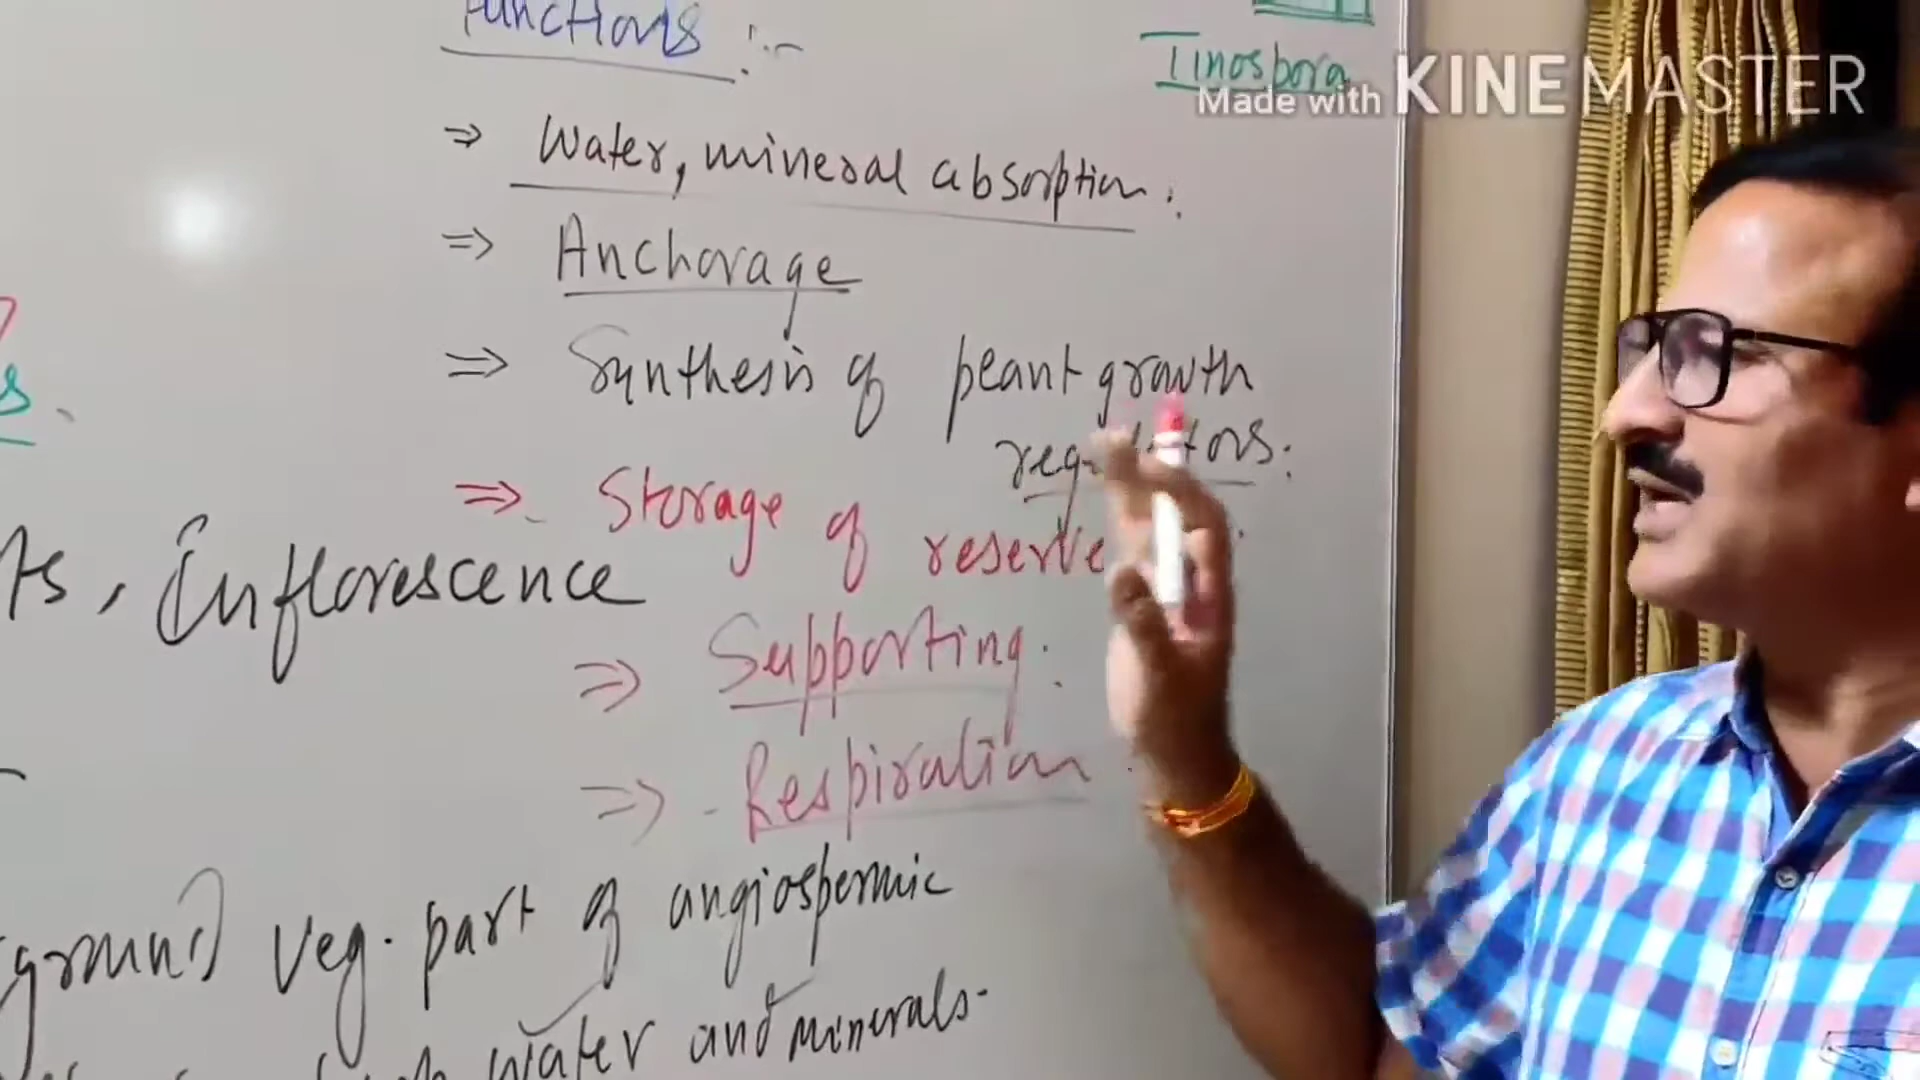 Functions :-
Tinospora
Made with KINEMASTER
⇒ Water, mineral absorption.
⇒ Anchorage
⇒ Synthesis of plant growth
⇒ Storage of reserve
, Inflorescence
⇒ Supporting.
⇒ Respiration
ground veg. part of angiospermic
water and minerals.